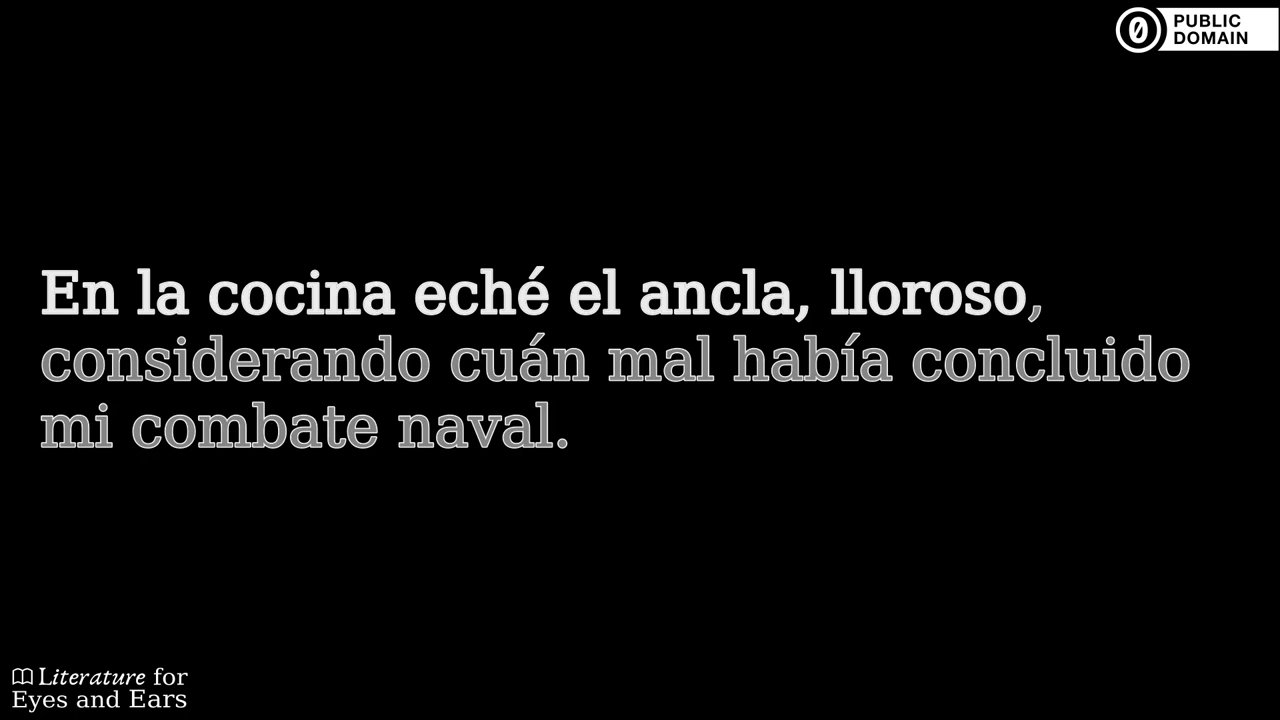 PUBLIC
DOMAIN
En la cocina eché el ancla, lloroso,
considerando cuán mal había concluido
mi combate naval.
Literature for
Eyes and Ears